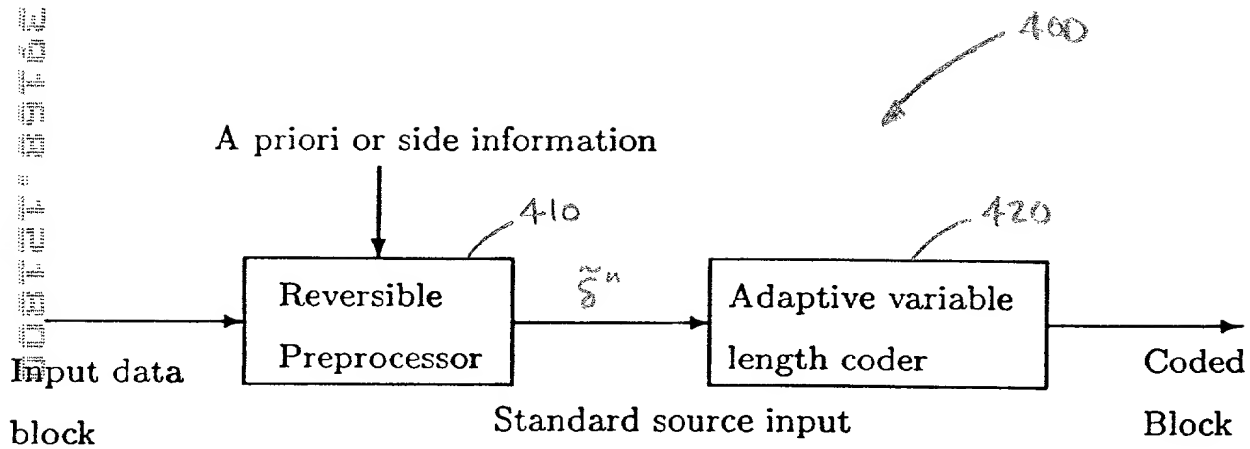 400
A priori or side information
410
420
Reversible
Preprocessor
δ̃ⁿ
Adaptive variable
length coder
Input data
block
Standard source input
Coded
Block